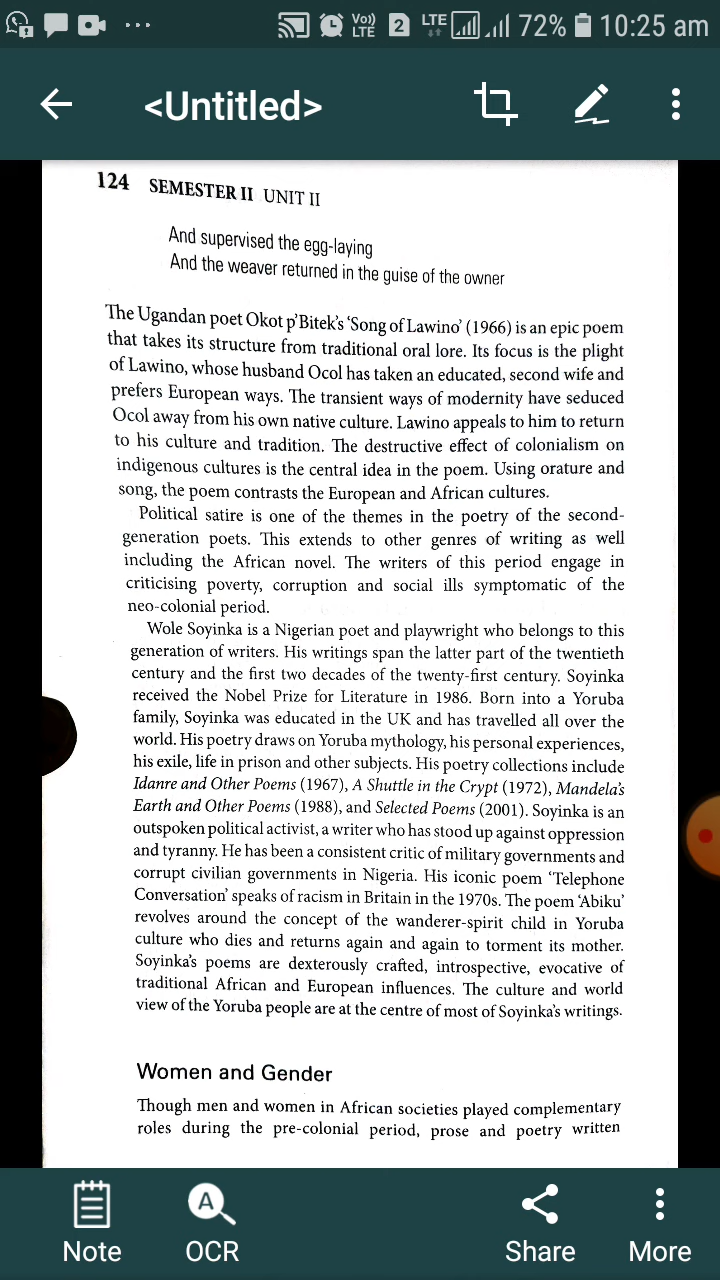 Vo))
LTE
2
LTE
72%
10:25 am
<Untitled>
124 SEMESTER II UNIT II
And supervised the egg-laying
And the weaver returned in the guise of the owner
The Ugandan poet Okot p'Bitek's 'Song of Lawino' (1966) is an epic poem
that takes its structure from traditional oral lore. Its focus is the plight
of Lawino, whose husband Ocol has taken an educated, second wife and
prefers European ways. The transient ways of modernity have seduced
Ocol away from his own native culture. Lawino appeals to him to return
to his culture and tradition. The destructive effect of colonialism on
indigenous cultures is the central idea in the poem. Using orature and
song, the poem contrasts the European and African cultures.
Political satire is one of the themes in the poetry of the second-
generation poets. This extends to other genres of writing as well
including the African novel. The writers of this period engage in
criticising poverty, corruption and social ills symptomatic of the
neo-colonial period.
Wole Soyinka is a Nigerian poet and playwright who belongs to this
generation of writers. His writings span the latter part of the twentieth
century and the first two decades of the twenty-first century. Soyinka
received the Nobel Prize for Literature in 1986. Born into a Yoruba
family, Soyinka was educated in the UK and has travelled all over the
world. His poetry draws on Yoruba mythology, his personal experiences,
his exile, life in prison and other subjects. His poetry collections include
Idanre and Other Poems (1967), A Shuttle in the Crypt (1972), Mandela's
Earth and Other Poems (1988), and Selected Poems (2001). Soyinka is an
outspoken political activist, a writer who has stood up against oppression
and tyranny. He has been a consistent critic of military governments and
corrupt civilian governments in Nigeria. His iconic poem 'Telephone
Conversation' speaks of racism in Britain in the 1970s. The poem 'Abiku'
revolves around the concept of the wanderer-spirit child in Yoruba
culture who dies and returns again and again to torment its mother.
Soyinka's poems are dexterously crafted, introspective, evocative of
traditional African and European influences. The culture and world
view of the Yoruba people are at the centre of most of Soyinka's writings.
Women and Gender
Though men and women in African societies played complementary
roles during the pre-colonial period, prose and poetry written
A
Note OCR Share More